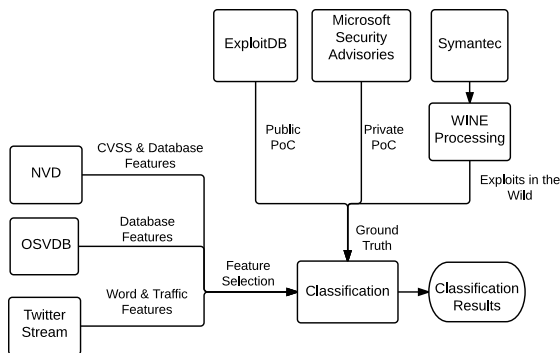 ExploitDB
Microsoft
Security
Advisories
Symantec
Public
PoC
Private
PoC
WINE
Processing
Exploits in the
Wild
NVD
CVSS & Database
Features
OSVDB
Database
Features
Twitter
Stream
Word & Traffic
Features
Feature
Selection
Ground
Truth
Classification
Classification
Results